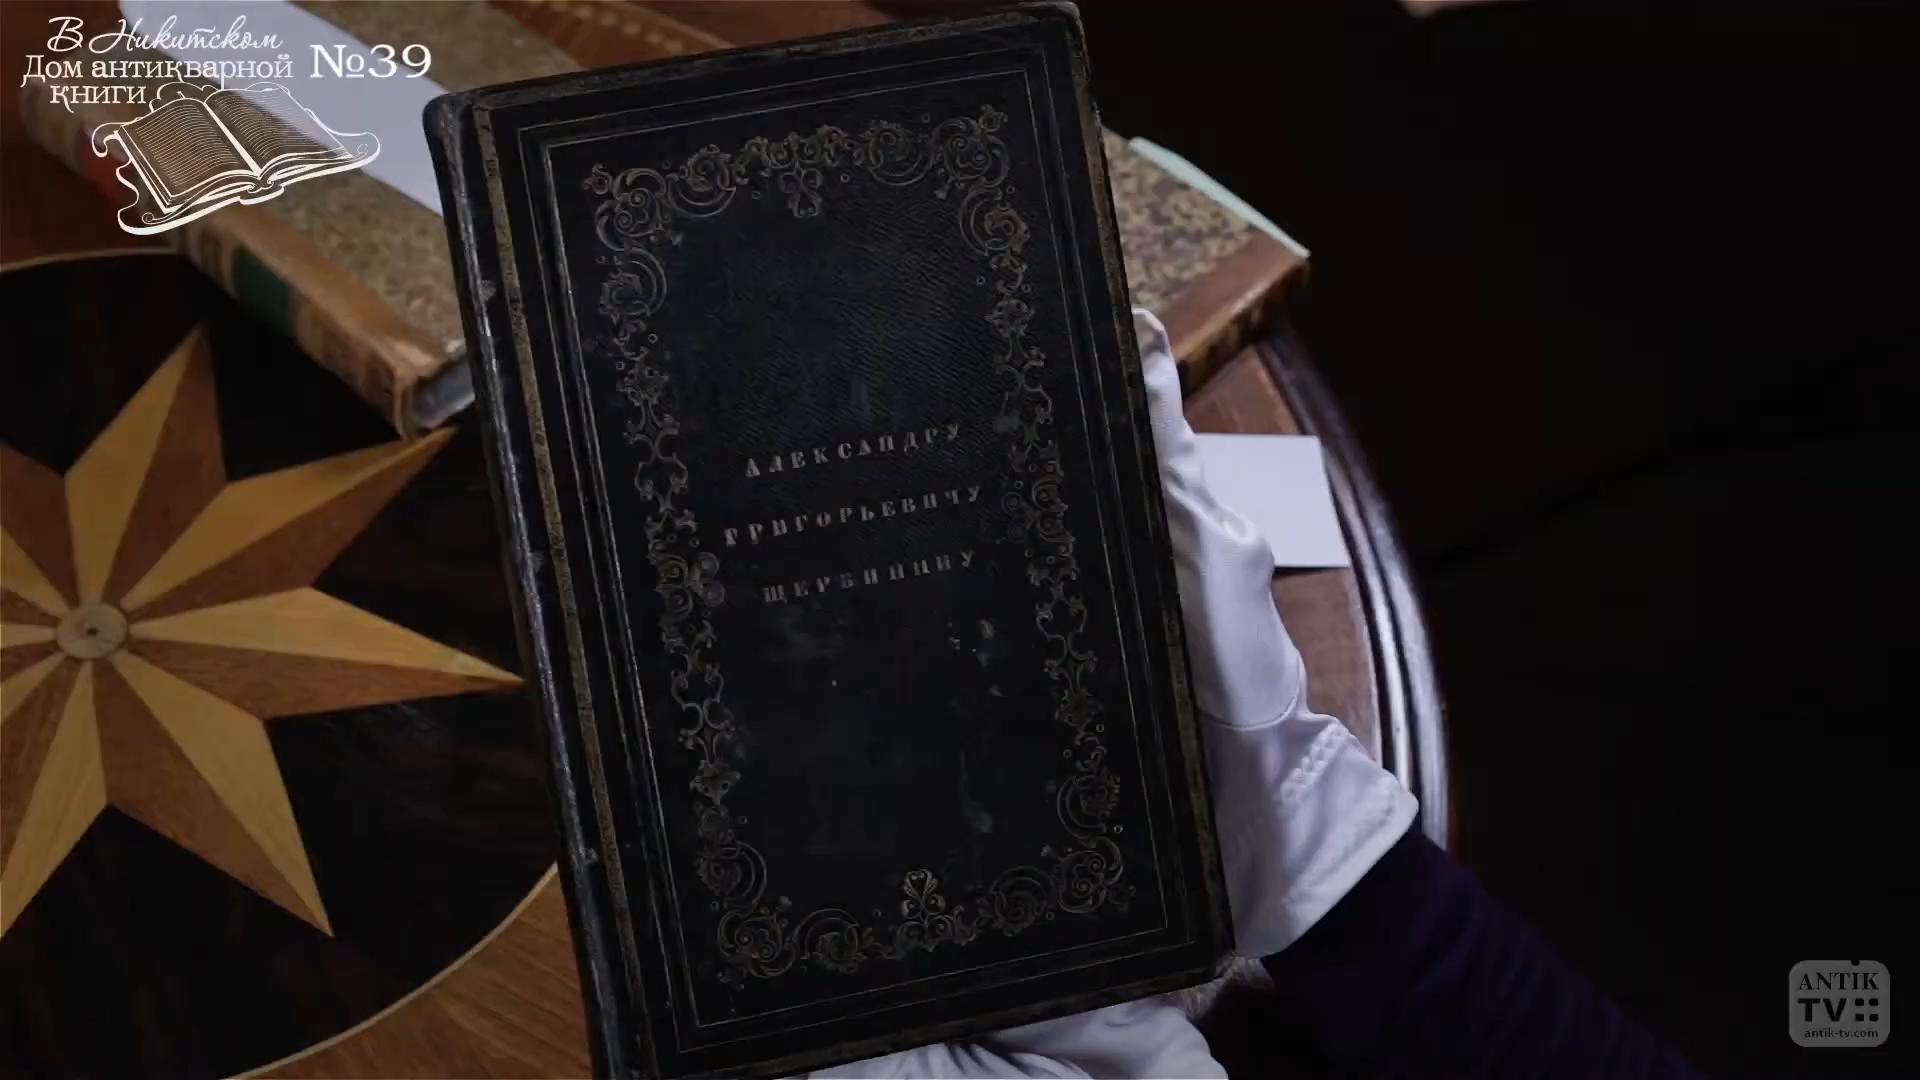 В Никитском
Дом антикварной
книги
№39
АЛЕКСАНДРУ
ГРИГОРЬЕВИЧУ
ЩЕРБИНИНУ
ANTIK
TV
antik-tv.com